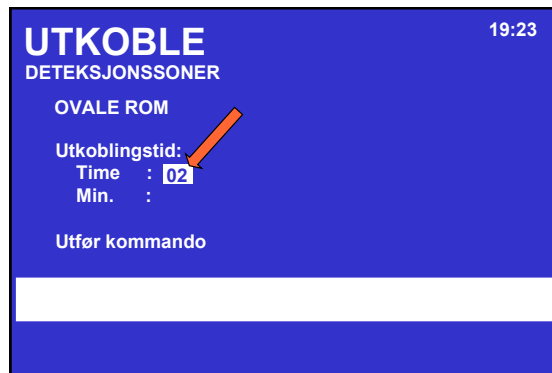 UTKOBLE
19:23
DETEKSJONSSONER
OVALE ROM
Utkoblingstid:
Time : 02
Min. :
Utfør kommando